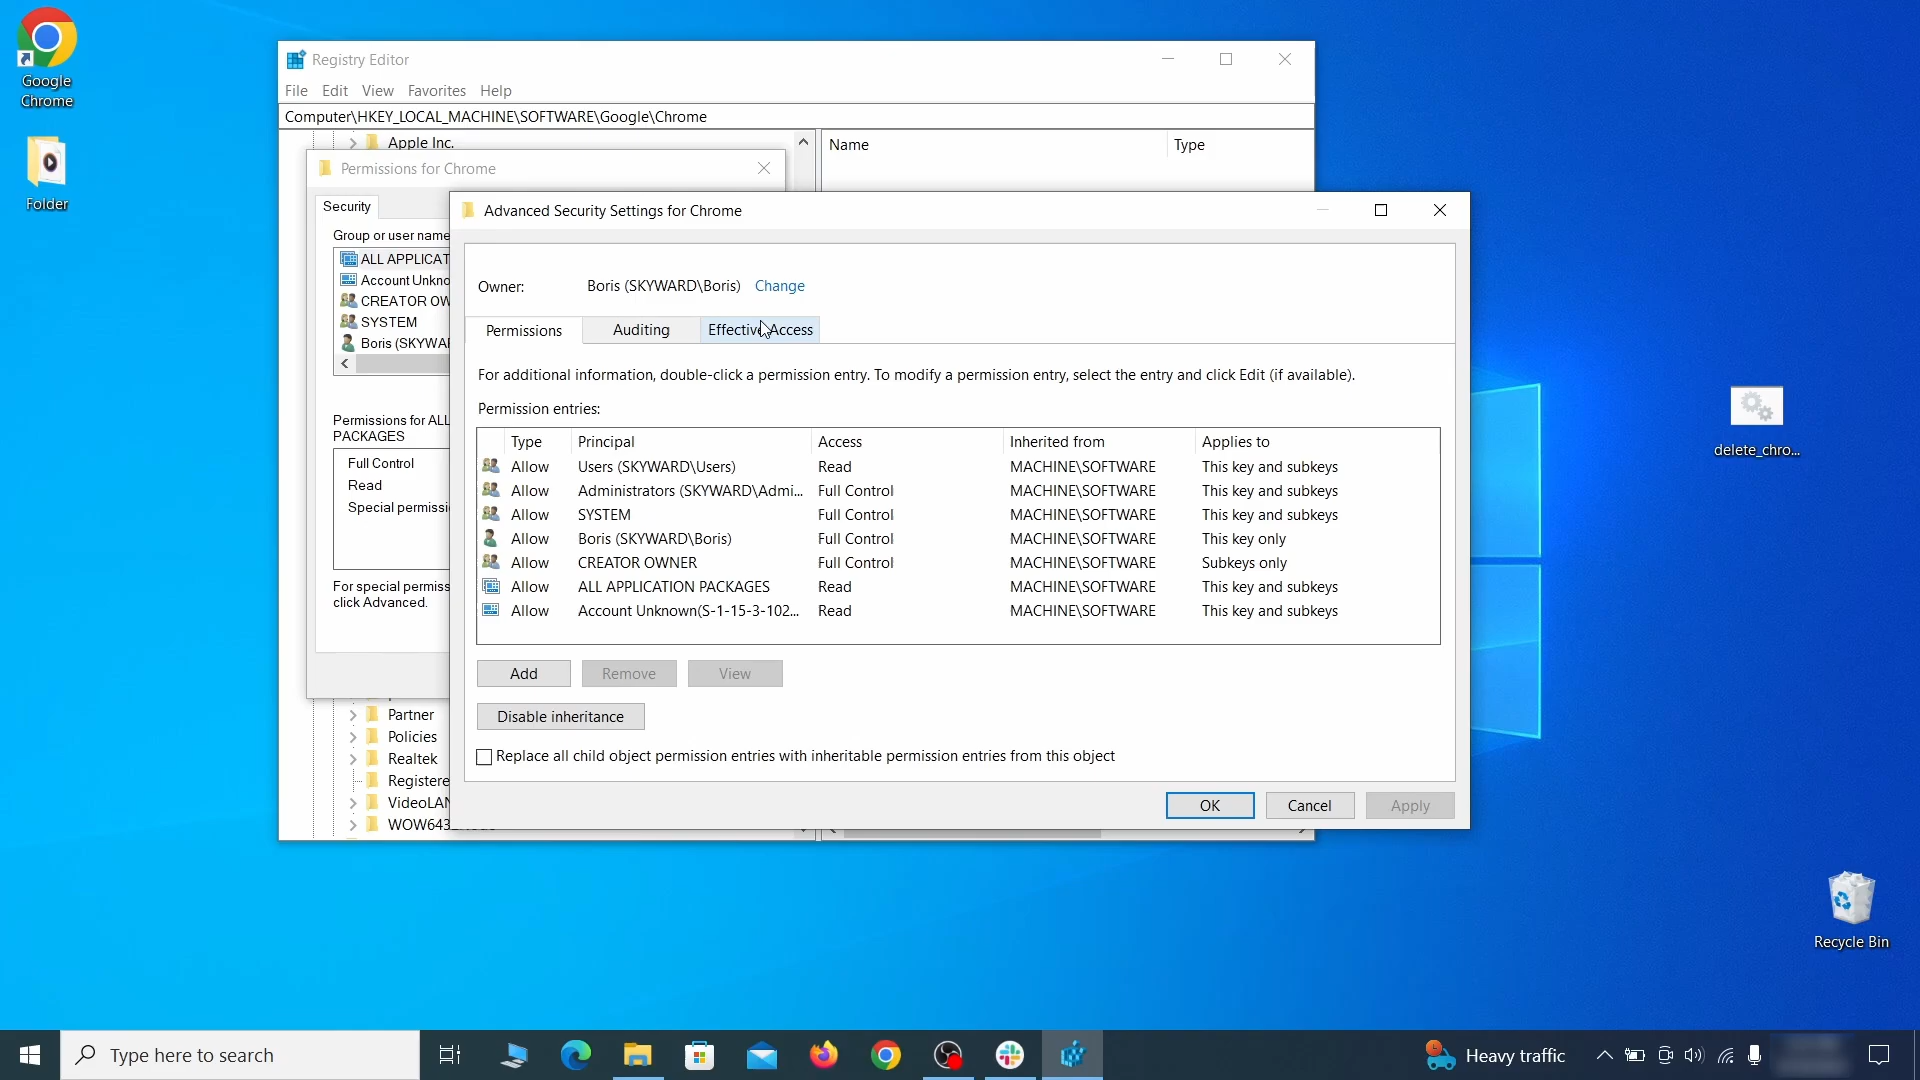 Google
Chrome
Folder
Registry Editor
File Edit View Favorites Help
Computer\HKEY_LOCAL_MACHINE\SOFTWARE\Google\Chrome
Apple Inc.
Name Type
Permissions for Chrome
Security
Group or user name
ALL APPLICAT
Account Unkno
CREATOR OW
SYSTEM
Boris (SKYWAR
Permissions for ALL
PACKAGES
Full Control
Read
Special permissi
For special permiss
click Advanced.
Partner
Policies
Realtek
Registere
VideoLAN
Advanced Security Settings for Chrome
Owner: Boris (SKYWARD\Boris) Change
Permissions Auditing Effective Access
For additional information, double-click a permission entry. To modify a permission entry, select the entry and click Edit (if available).
Permission entries:
Type Principal Access Inherited from Applies to
Allow Users (SKYWARD\Users) Read MACHINE\SOFTWARE This key and subkeys
Allow Administrators (SKYWARD\Admi... Full Control MACHINE\SOFTWARE This key and subkeys
Allow SYSTEM Full Control MACHINE\SOFTWARE This key and subkeys
Allow Boris (SKYWARD\Boris) Full Control MACHINE\SOFTWARE This key only
Allow CREATOR OWNER Full Control MACHINE\SOFTWARE Subkeys only
Allow ALL APPLICATION PACKAGES Read MACHINE\SOFTWARE This key and subkeys
Allow Account Unknown(S-1-15-3-102... Read MACHINE\SOFTWARE This key and subkeys
Add Remove View
Disable inheritance
Replace all child object permission entries with inheritable permission entries from this object
OK Cancel Apply
delete_chro...
Recycle Bin
Type here to search
Heavy traffic